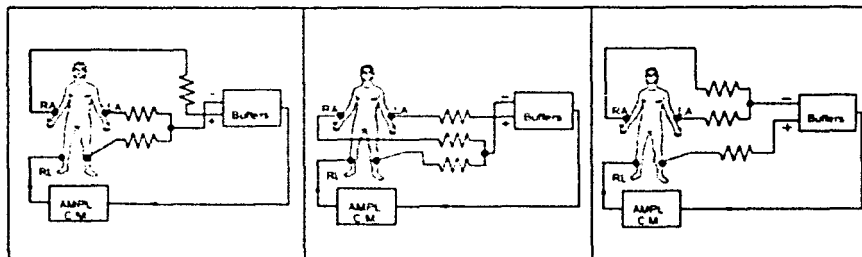 RA
LA
-
+
Buffers
RL
AMPL
C.M
RA
LA
-
+
Buffers
RL
AMPL
C.M
RA
LA
-
+
Buffers
RL
AMPL
C.M